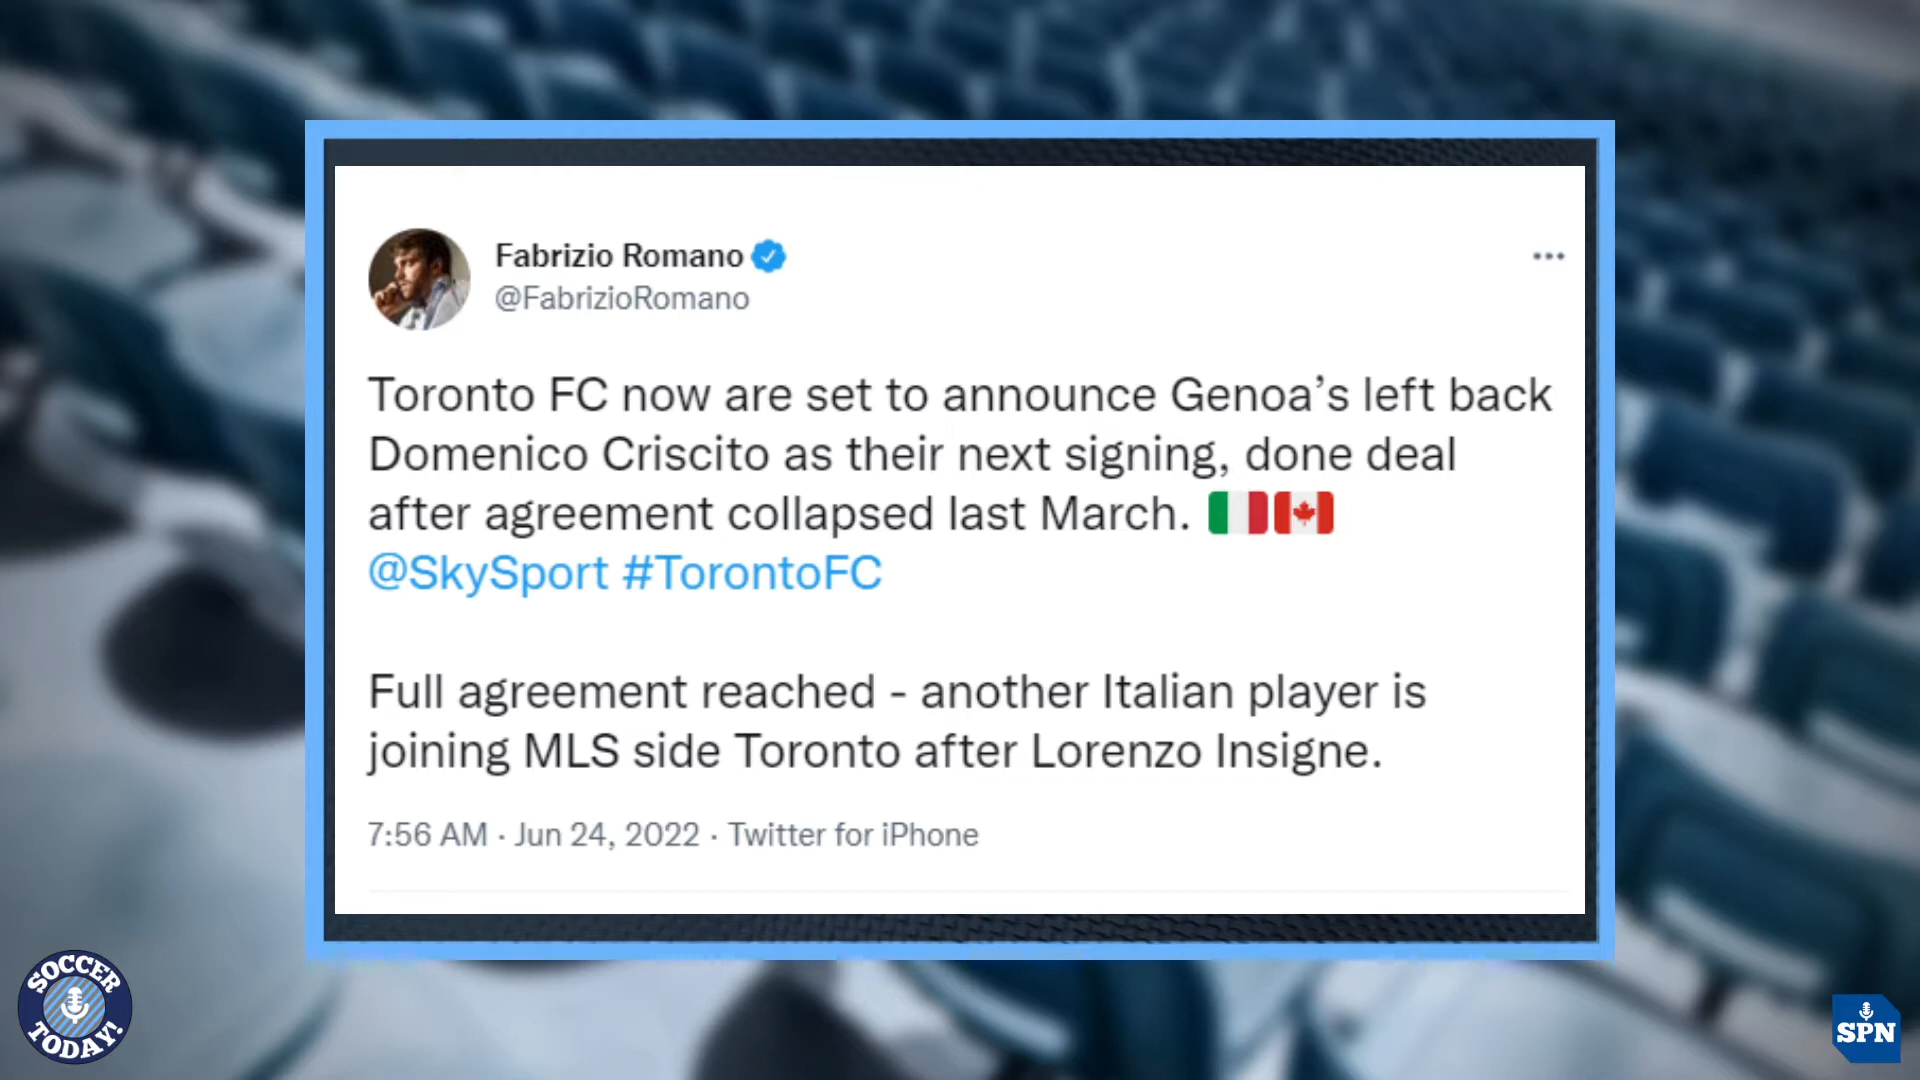 Fabrizio Romano
@FabrizioRomano
Toronto FC now are set to announce Genoa’s left back
Domenico Criscito as their next signing, done deal
after agreement collapsed last March. 🇮🇹🇨🇦
@SkySport #TorontoFC
Full agreement reached - another Italian player is
joining MLS side Toronto after Lorenzo Insigne.
7:56 AM · Jun 24, 2022 · Twitter for iPhone
SOCCER
TODAY!
SPN